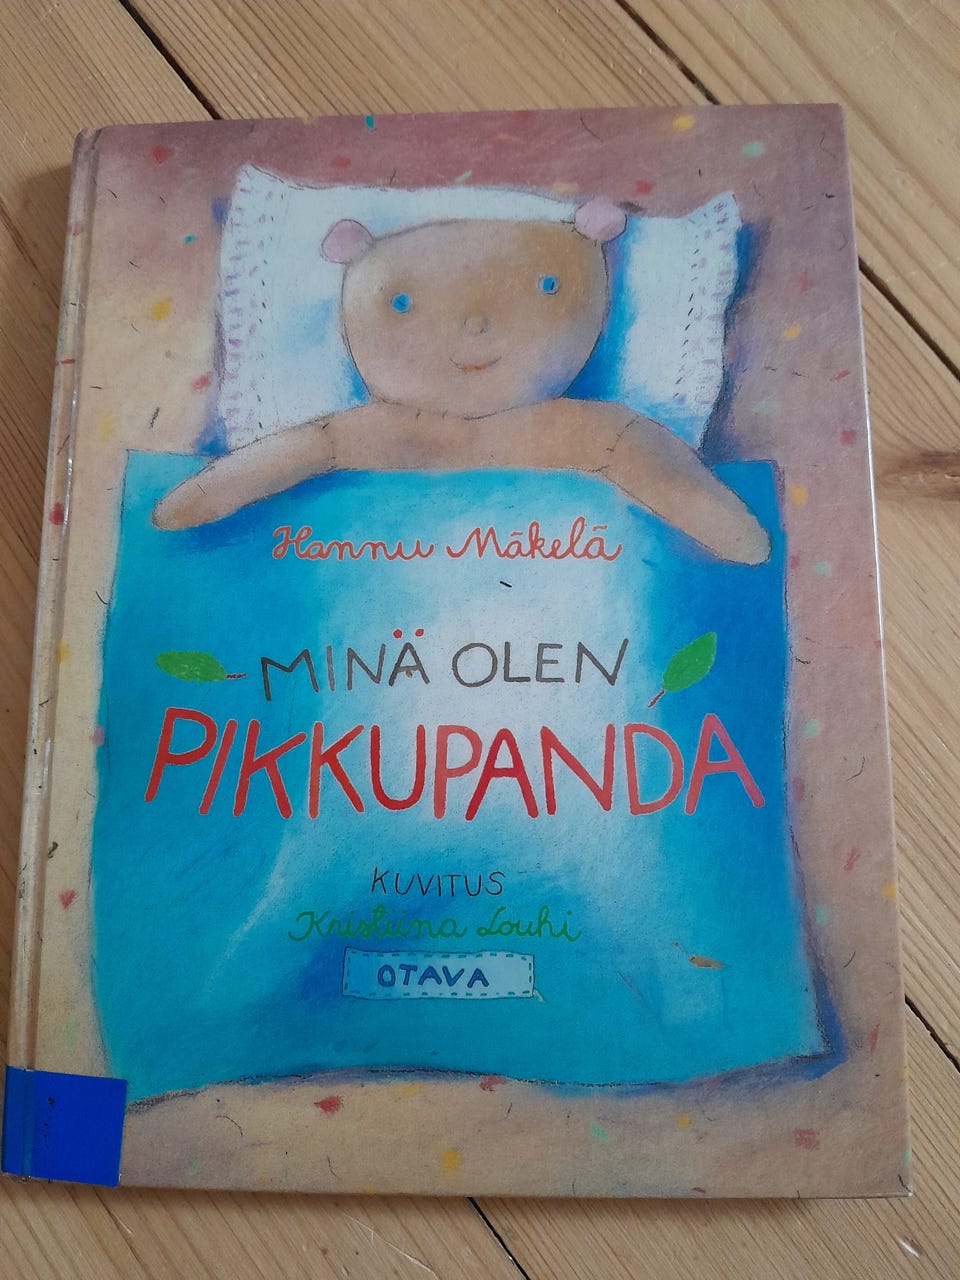 Hannu Mäkelä
MINÄ OLEN
PIKKUPANDA
KUVITUS
Kristiina Louhi
OTAVA